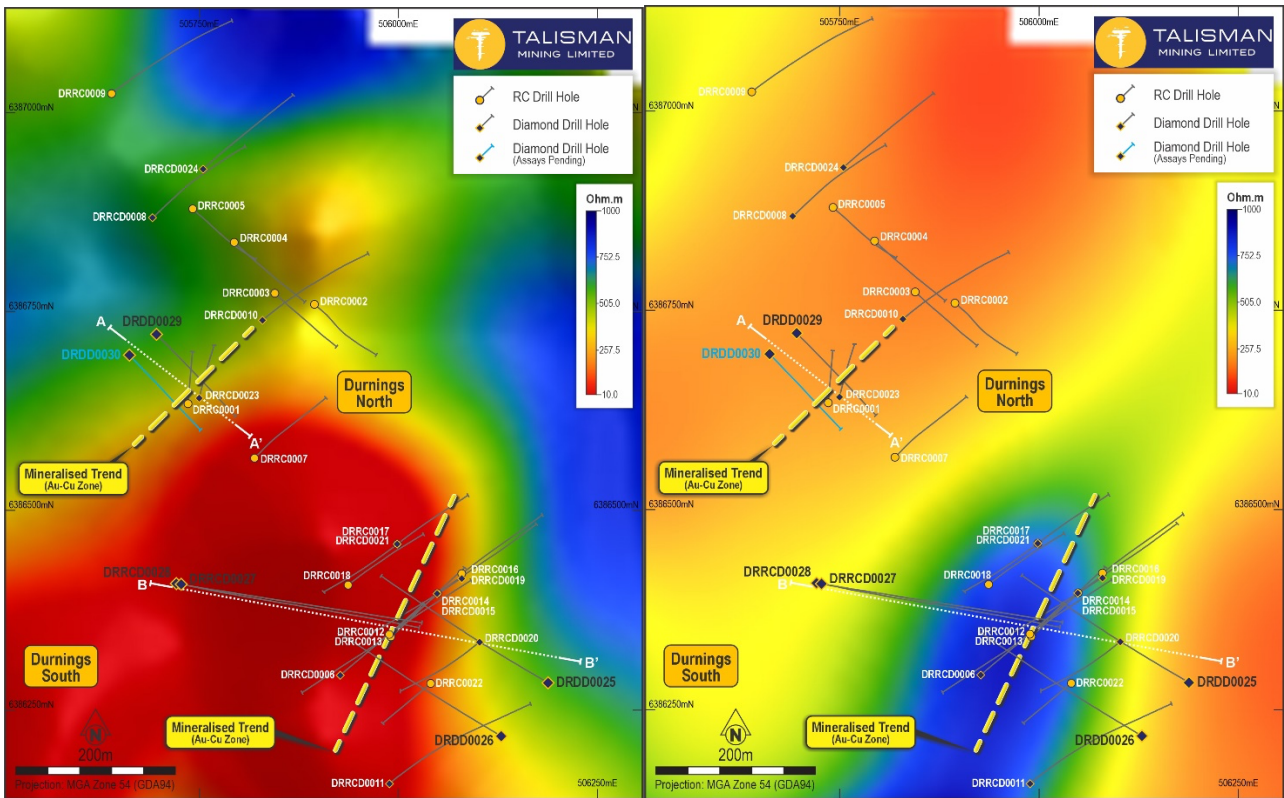 505750mE
506000mE
TALISMAN
MINING LIMITED
RC Drill Hole
Diamond Drill Hole
Diamond Drill Hole
(Assays Pending)
Ohm.m
1000
752.5
505.0
257.5
10.0
DRRC0009
6387000mN
DRRCD0024
DRRCD0008
DRRC0005
DRRC0004
DRRC0003
DRRC0002
DRRCD0010
6386750mN
A
DRDD0029
DRDD0030
DRRCD0023
DRRC0001
Durnings
North
A'
DRRC0007
Mineralised Trend
(Au-Cu Zone)
6386500mN
6386500mN
DRRC0017
DRRCD0021
DRRC0018
DRRC0016
DRRCD0019
DRRC0014
DRRCD0015
DRRCD0028
DRRCD0027
B
DRRC0012
DRRC0013
DRRCD0020
B'
DRRCD0006
DRRC0022
DRDD0025
Durnings
South
6386250mN
DRDD0026
Mineralised Trend
(Au-Cu Zone)
N
200m
DRRCD0011
Projection: MGA Zone 54 (GDA94)
506250mE
505750mE
506000mE
TALISMAN
MINING LIMITED
RC Drill Hole
Diamond Drill Hole
Diamond Drill Hole
(Assays Pending)
Ohm.m
1000
752.5
505.0
257.5
10.0
DRRC0009
6387000mN
DRRCD0024
DRRCD0008
DRRC0005
DRRC0004
DRRC0003
DRRC0002
DRRCD0010
6386750mN
A
DRDD0029
DRDD0030
DRRCD0023
DRRC0001
Durnings
North
A'
DRRC0007
Mineralised Trend
(Au-Cu Zone)
6386500mN
6386500mN
DRRC0017
DRRCD0021
DRRC0018
DRRC0016
DRRCD0019
DRRC0014
DRRCD0015
DRRCD0028
DRRCD0027
B
DRRC0012
DRRC0013
DRRCD0020
B'
DRRCD0006
DRRC0022
DRDD0025
Durnings
South
6386250mN
DRDD0026
Mineralised Trend
(Au-Cu Zone)
N
200m
DRRCD0011
Projection: MGA Zone 54 (GDA94)
506250mE